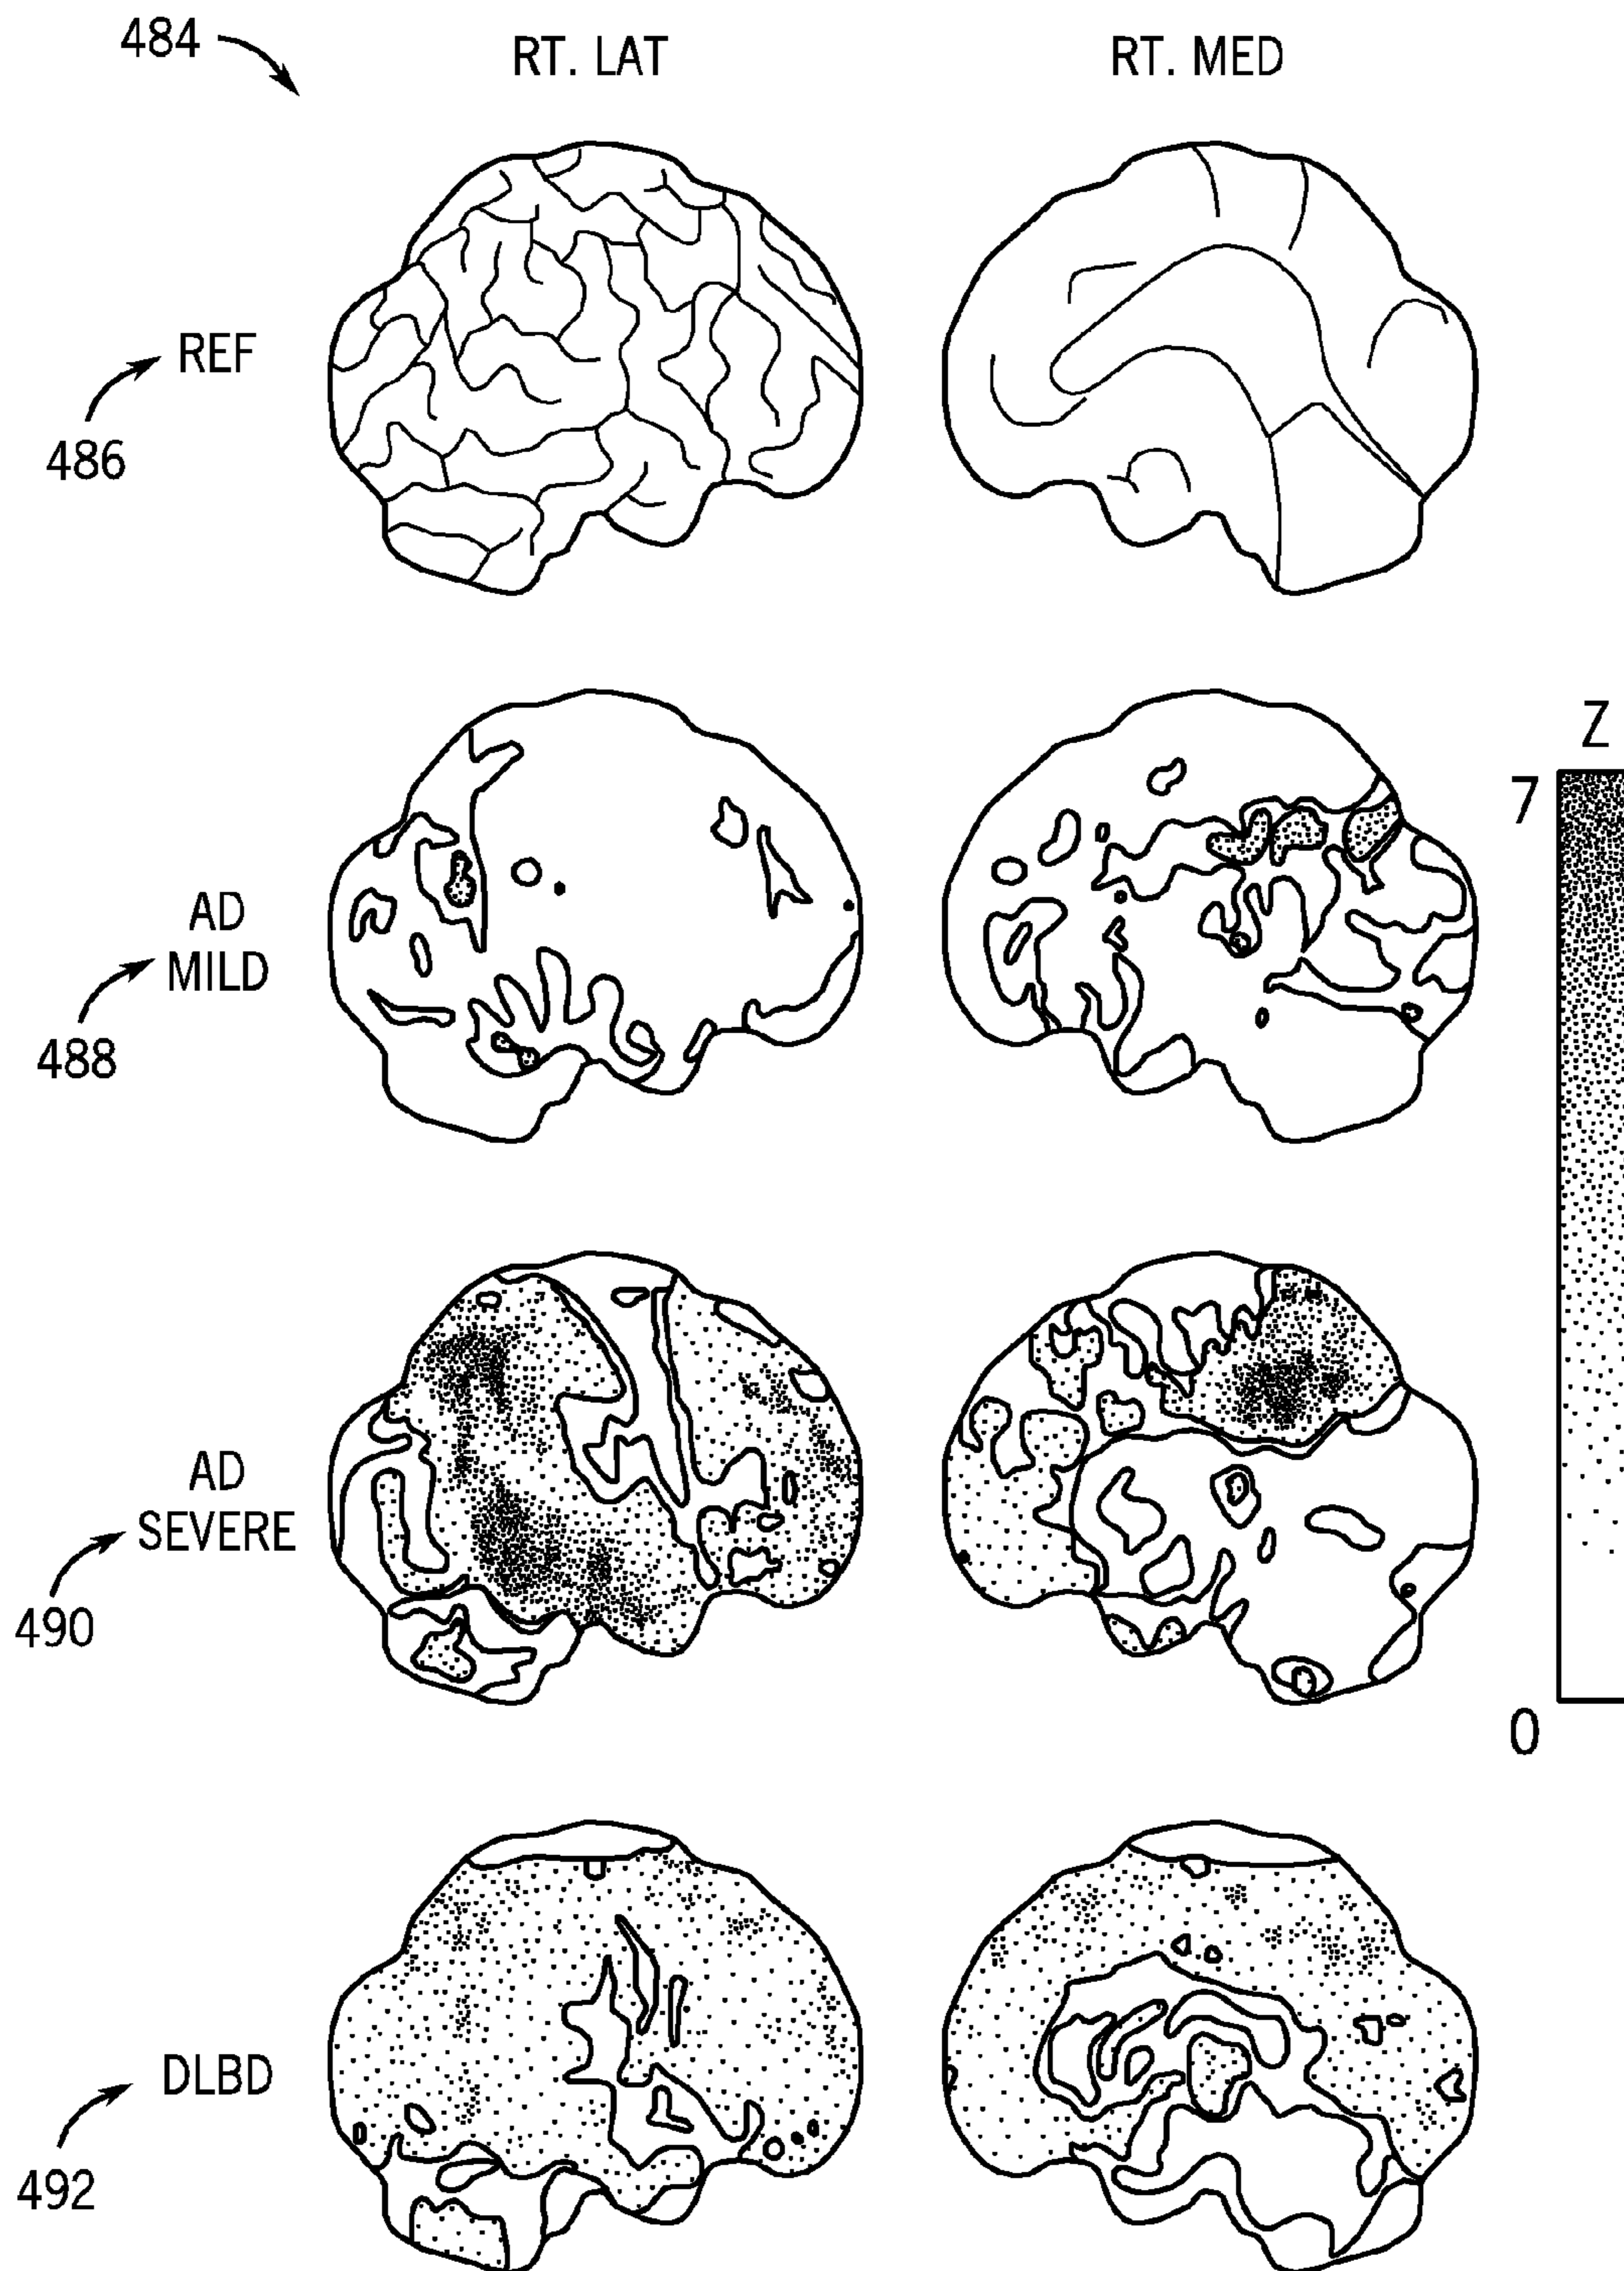 484
RT. LAT
RT. MED
REF
486
Z
7
AD
MILD
488
AD
SEVERE
490
0
DLBD
492